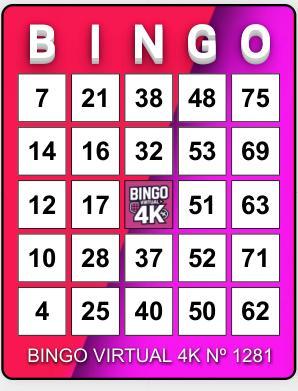 B I N G O
7 21 38 48 75
14 16 32 53 69
12 17 BINGO VIRTUAL 4K 51 63
10 28 37 52 71
4 25 40 50 62
BINGO VIRTUAL 4K Nº 1281